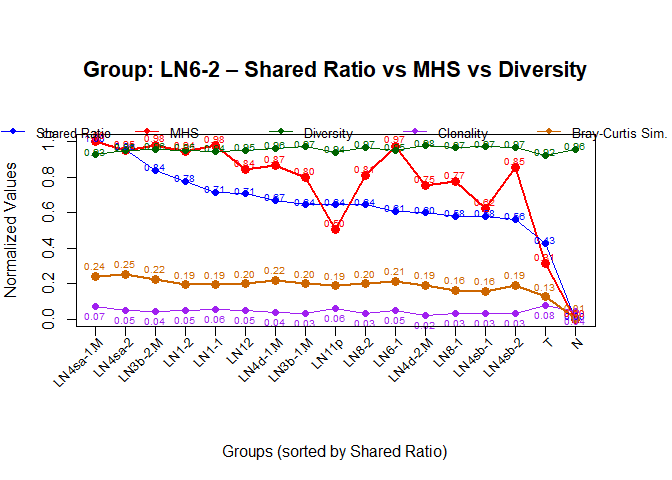 Group: LN6-2 – Shared Ratio vs MHS vs Diversity
Shared Ratio MHS Diversity Clonality Bray-Curtis Sim.
Normalized Values
0.0 0.2 0.4 0.6 0.8 1.0
0.84 0.78 0.71 0.71 0.67 0.64 0.64 0.64 0.61 0.60 0.58 0.58 0.56 0.43
0.98 0.98 0.84 0.87 0.80 0.50 0.81 0.97 0.75 0.77 0.62 0.85 0.31
0.24 0.25 0.22 0.19 0.19 0.20 0.22 0.20 0.19 0.20 0.21 0.19 0.16 0.16 0.19 0.13
0.07 0.05 0.04 0.05 0.06 0.05 0.04 0.03 0.06 0.03 0.05 0.02 0.03 0.03 0.03 0.08
LN4sa-1.M LN4sa-2 LN3b-2.M LN1-2 LN1-1 LN12 LN4d-1.M LN3b-1.M LN11p LN8-2 LN6-1 LN4d-2.M LN8-1 LN4sb-1 LN4sb-2 T N
Groups (sorted by Shared Ratio)